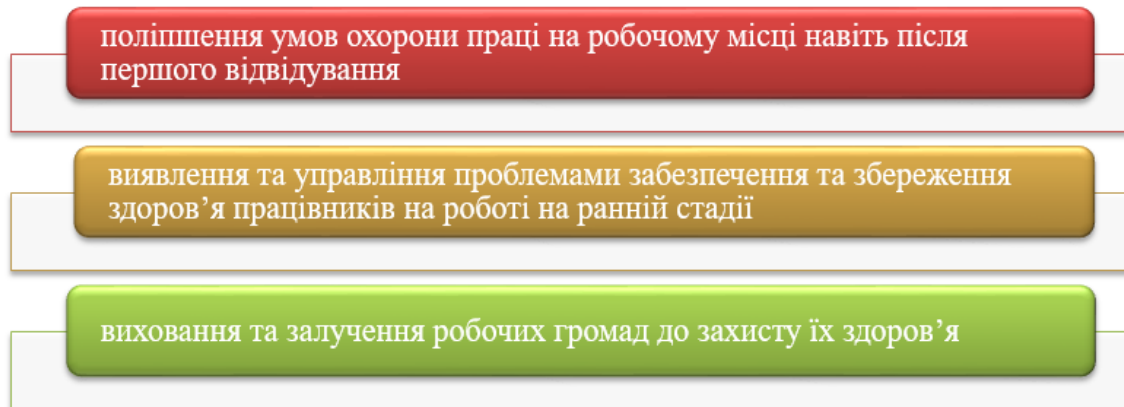 поліпшення умов охорони праці на робочому місці навіть після
першого відвідування
виявлення та управління проблемами забезпечення та збереження
здоров’я працівників на роботі на ранній стадії
виховання та залучення робочих громад до захисту їх здоров’я